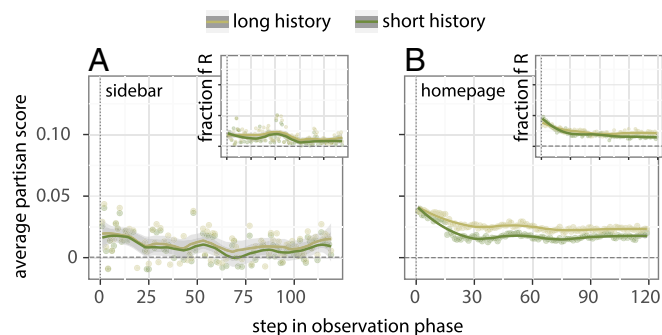 long history short history
A
sidebar
fraction f R
B
homepage
fraction f R
average partisan score
0.10
0.05
0
0 25 50 75 100
0 30 60 90 120
step in observation phase